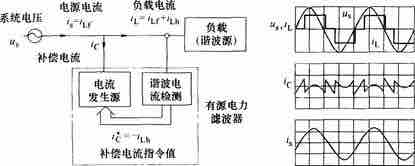 系统电压
电源电流
负载电流
i_s=i_Lf
i_L=i_Lf+i_Lh
u_s
i_C
补偿电流
负载
(谐波源)
电流
发生源
谐波电
流检测
有源电力
滤波器
i*_C=-i_Lh
补偿电流指令值
u_s,i_L
u_s
i_L
i_C
i_s